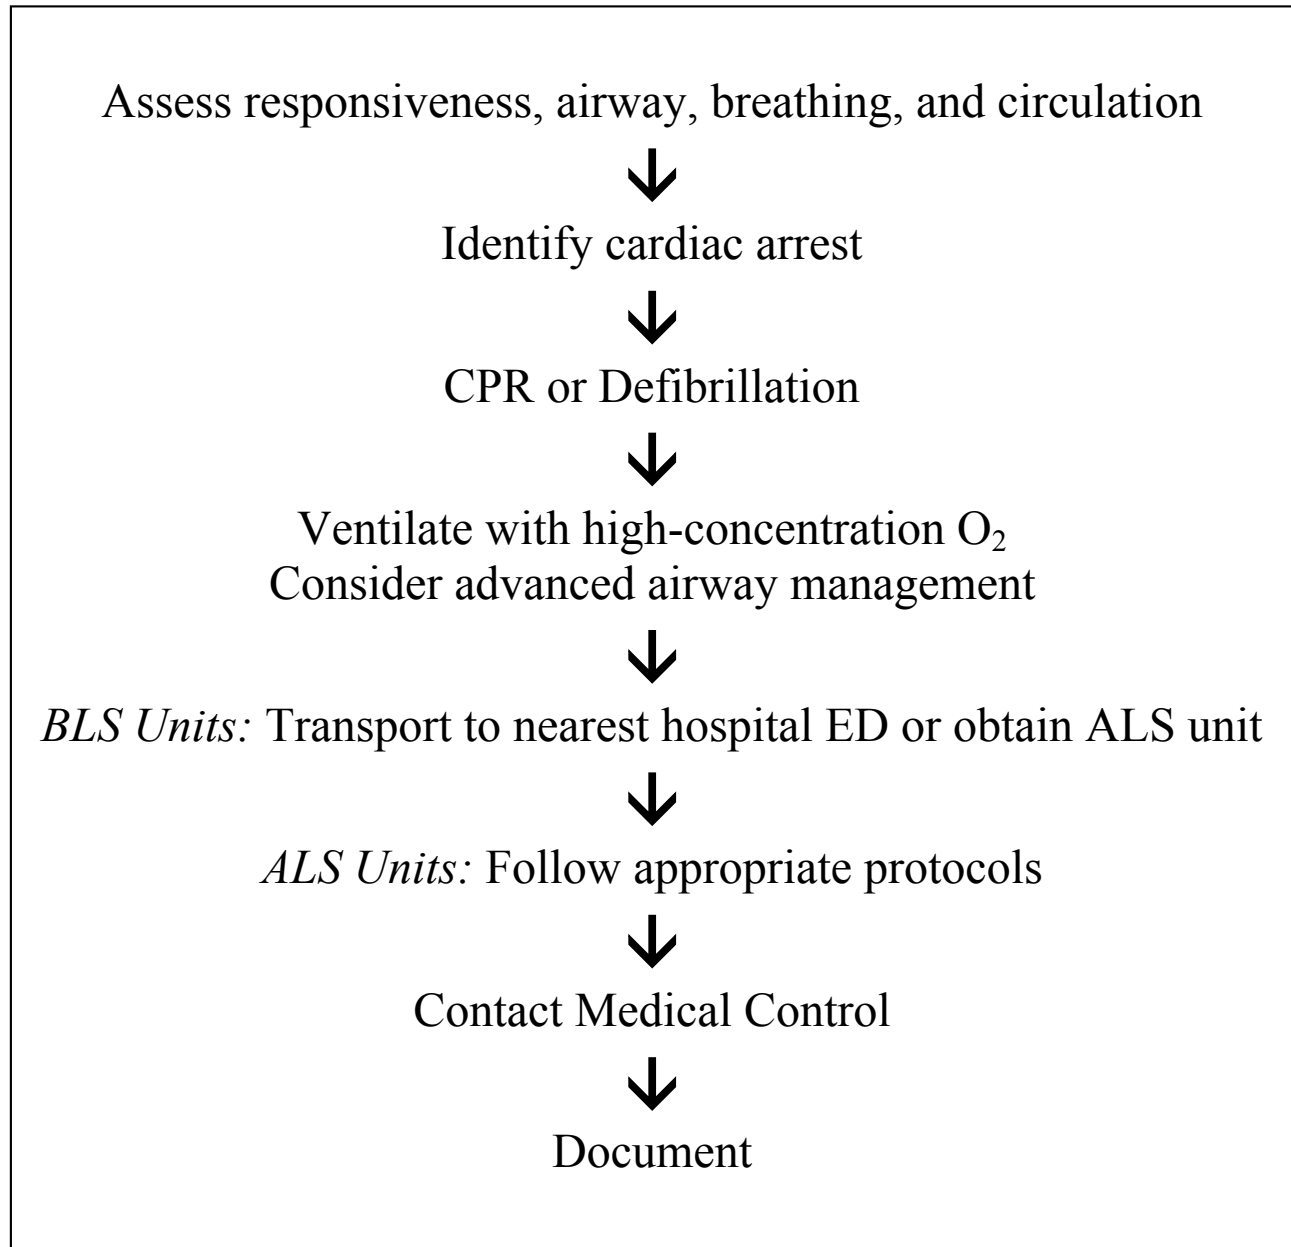 Assess responsiveness, airway, breathing, and circulation
Identify cardiac arrest
CPR or Defibrillation
Ventilate with high-concentration O₂
Consider advanced airway management
BLS Units: Transport to nearest hospital ED or obtain ALS unit
ALS Units: Follow appropriate protocols
Contact Medical Control
Document